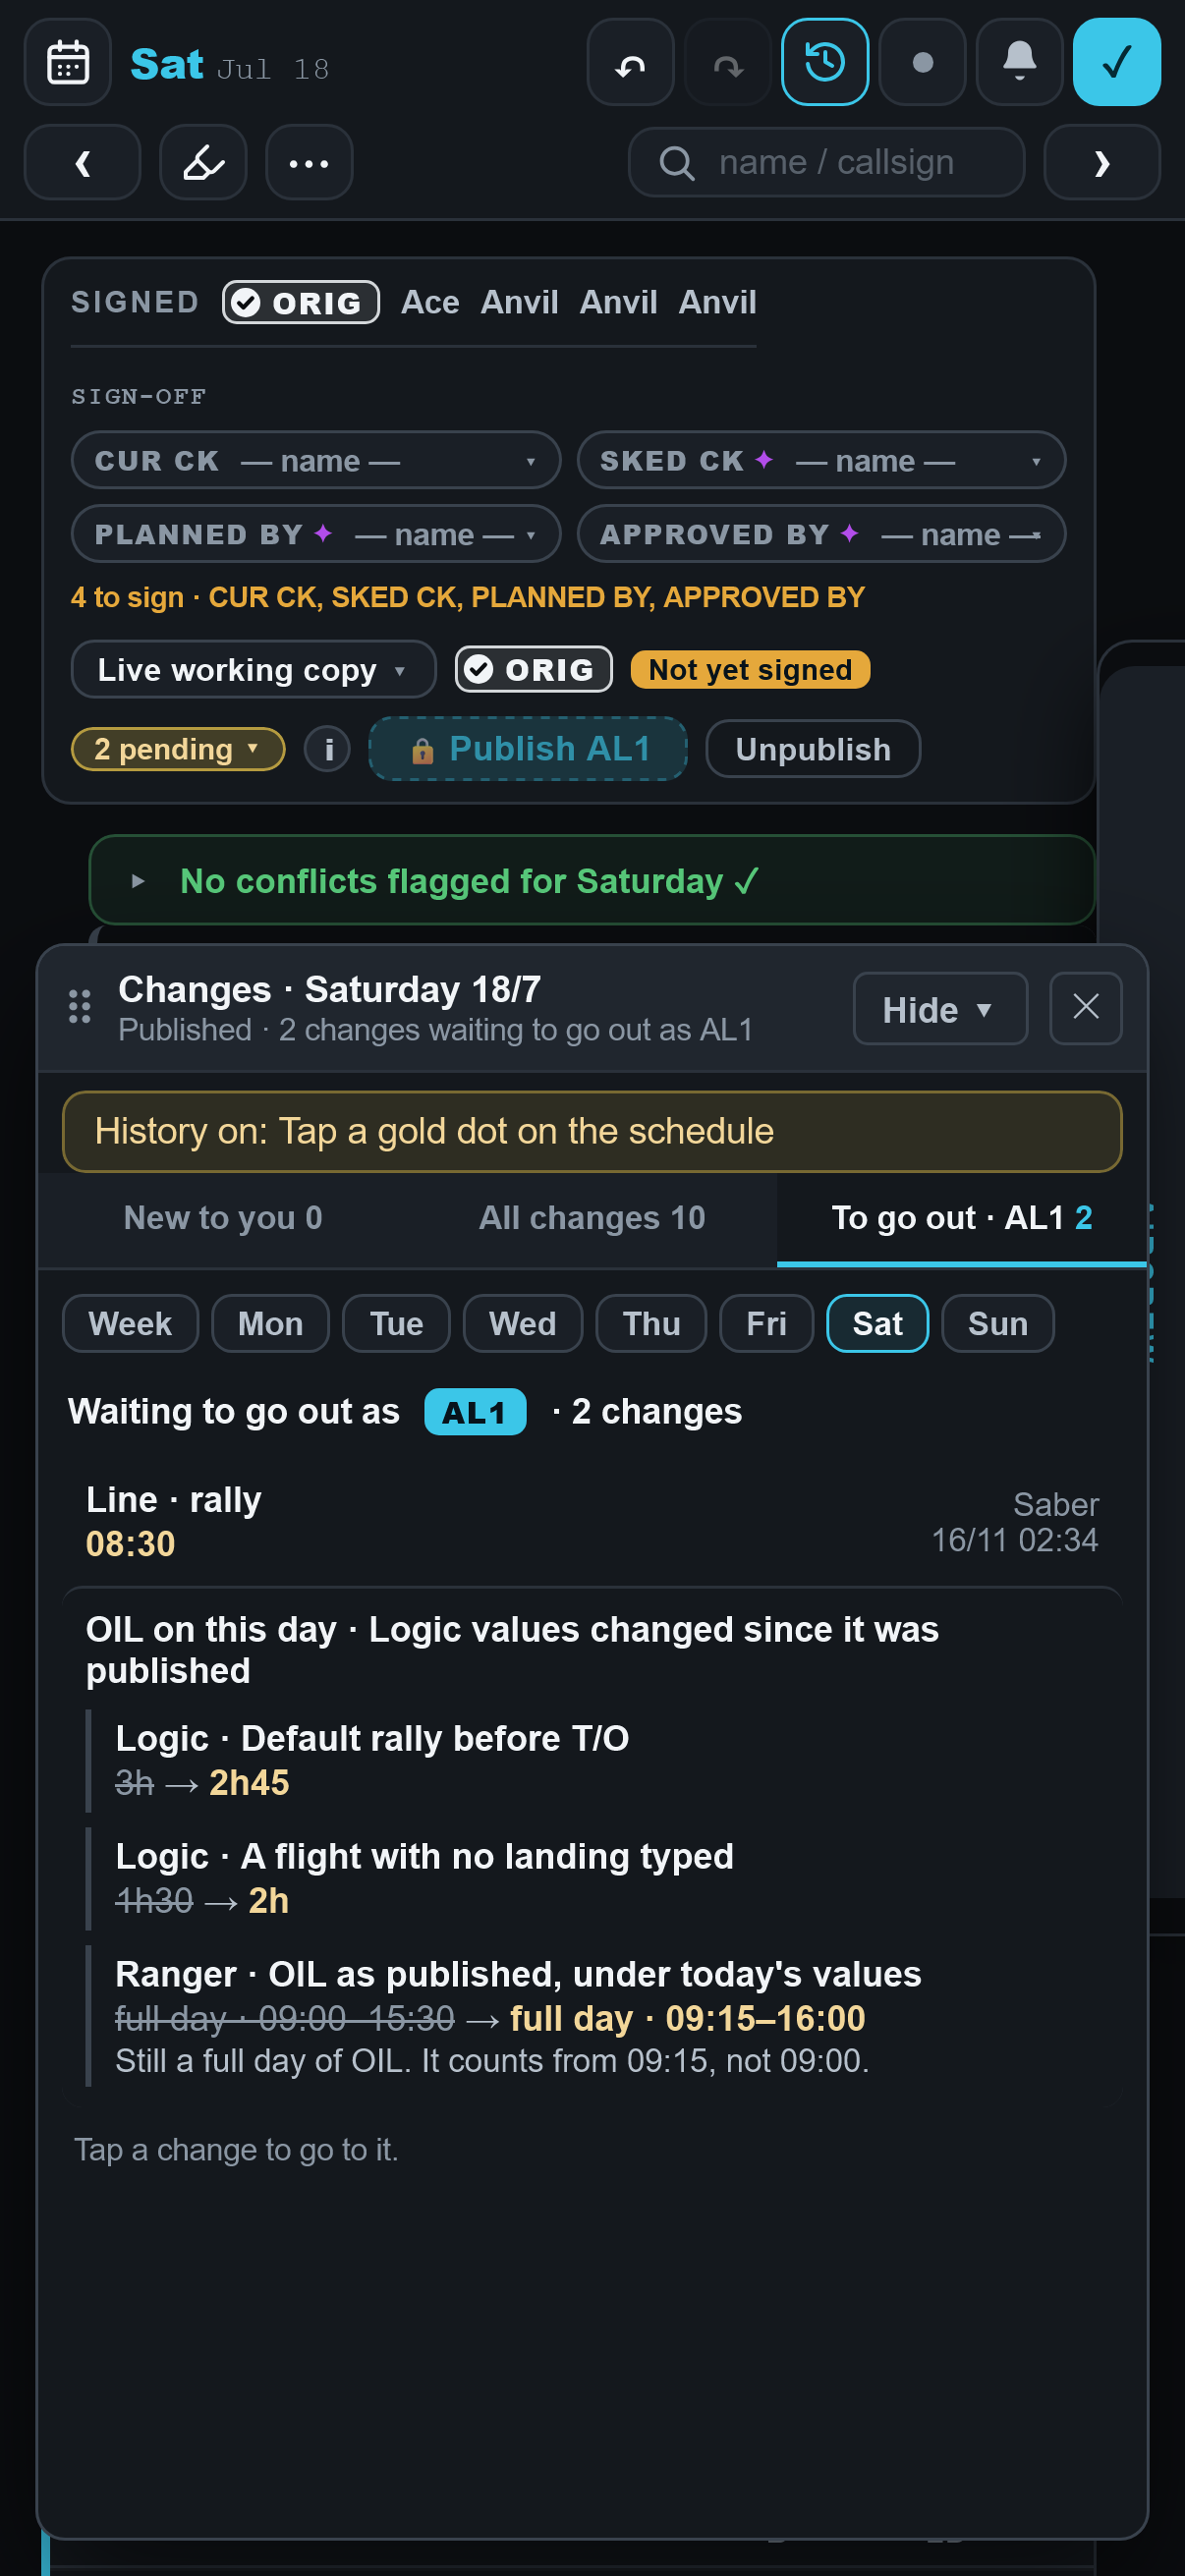 Sat Jul 18
name / callsign
SIGNED ORIG Ace Anvil Anvil Anvil
SIGN-OFF
CUR CK — name —
SKED CK ✦ — name —
PLANNED BY ✦ — name —
APPROVED BY ✦ — name —
4 to sign · CUR CK, SKED CK, PLANNED BY, APPROVED BY
Live working copy ORIG Not yet signed
2 pending i Publish AL1 Unpublish
No conflicts flagged for Saturday ✓
Changes · Saturday 18/7
Published · 2 changes waiting to go out as AL1
Hide
History on: Tap a gold dot on the schedule
New to you 0 All changes 10 To go out · AL1 2
Week Mon Tue Wed Thu Fri Sat Sun
Waiting to go out as AL1 · 2 changes
Line · rally
08:30
Saber
16/11 02:34
OIL on this day · Logic values changed since it was
published
Logic · Default rally before T/O
3h → 2h45
Logic · A flight with no landing typed
1h30 → 2h
Ranger · OIL as published, under today's values
full day · 09:00–15:30 → full day · 09:15–16:00
Still a full day of OIL. It counts from 09:15, not 09:00.
Tap a change to go to it.